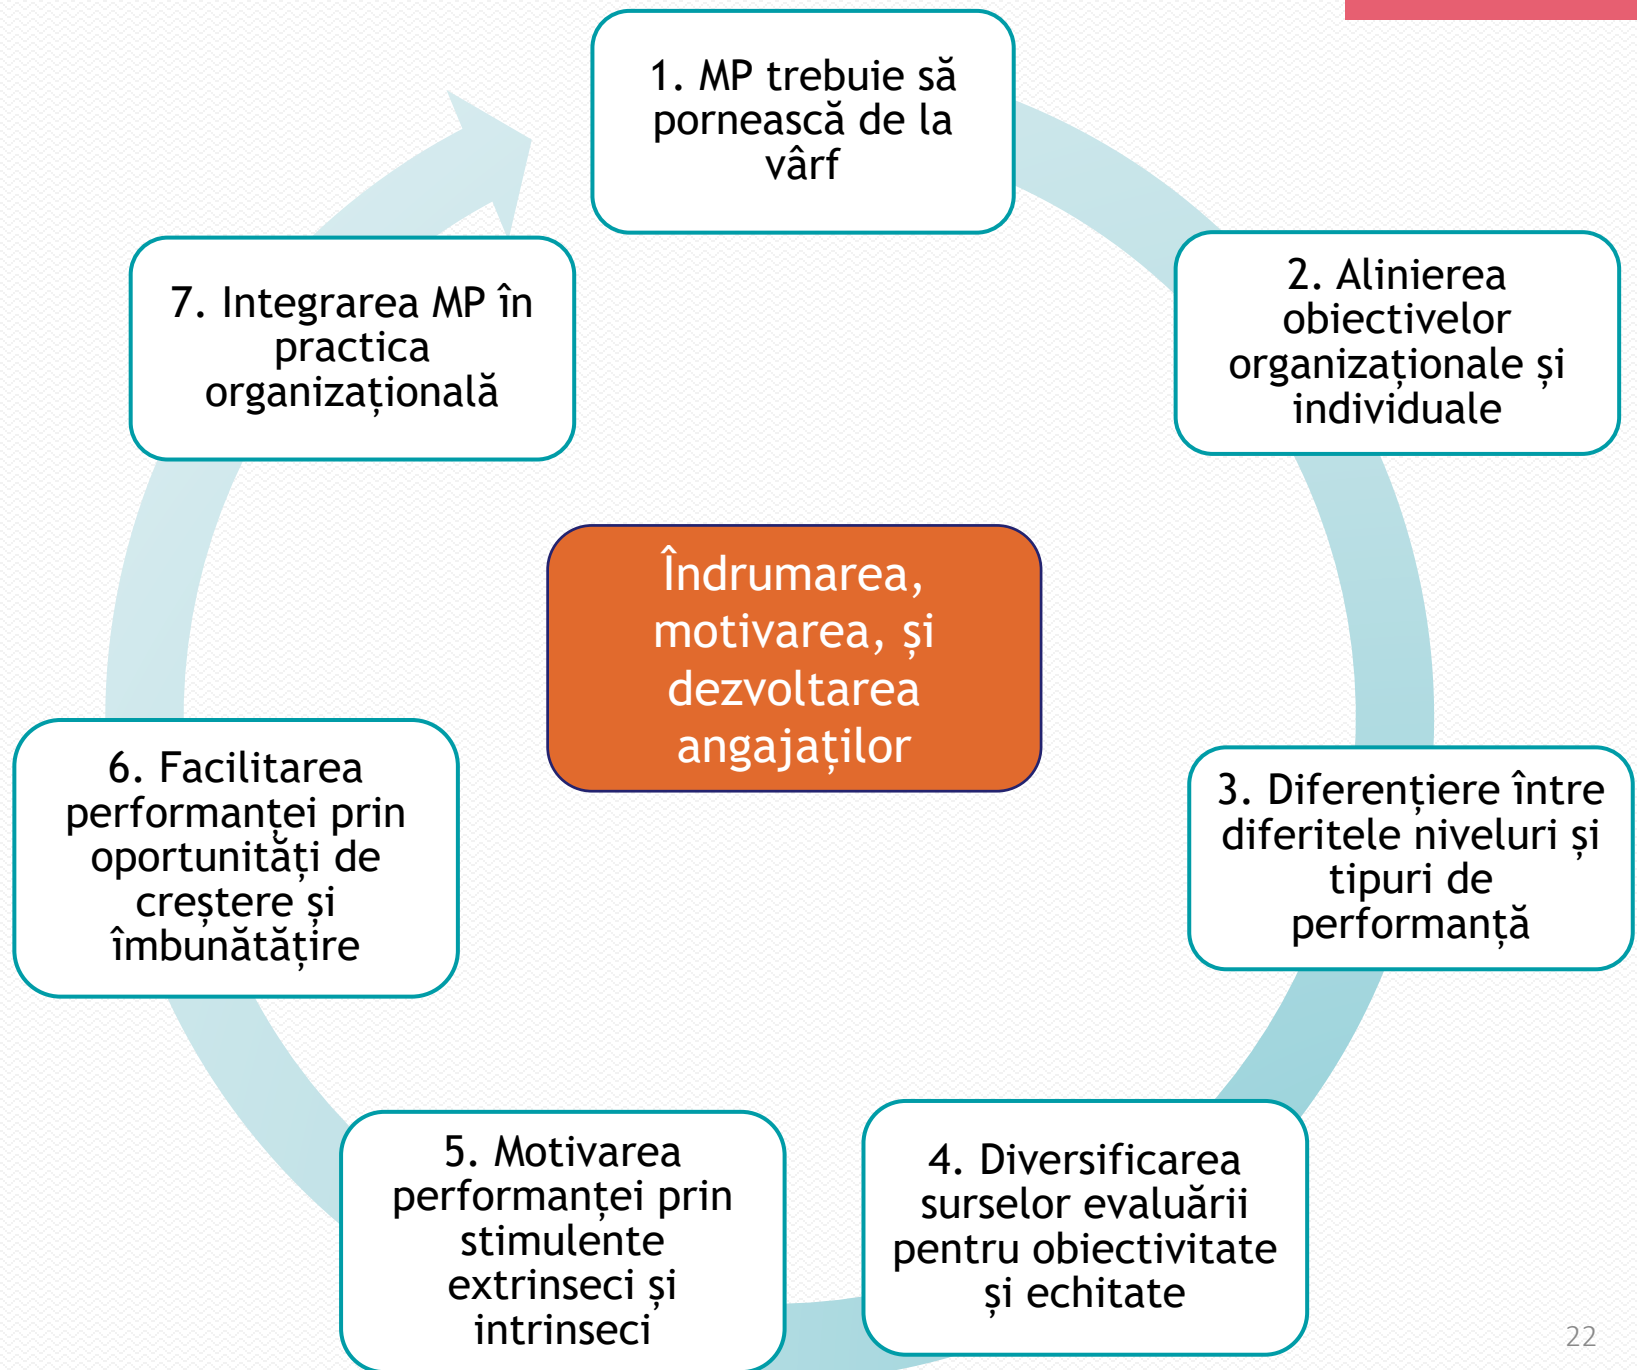 1. MP trebuie să
pornească de la
vârf
2. Alinierea
obiectivelor
organizaționale și
individuale
3. Diferențiere între
diferitele niveluri și
tipuri de
performanță
4. Diversificarea
surselor evaluării
pentru obiectivitate
și echitate
5. Motivarea
performanței prin
stimulente
extrinseci și
intrinseci
6. Facilitarea
performanței prin
oportunități de
creștere și
îmbunătățire
7. Integrarea MP în
practica
organizațională
Îndrumarea,
motivarea, și
dezvoltarea
angajaților
22